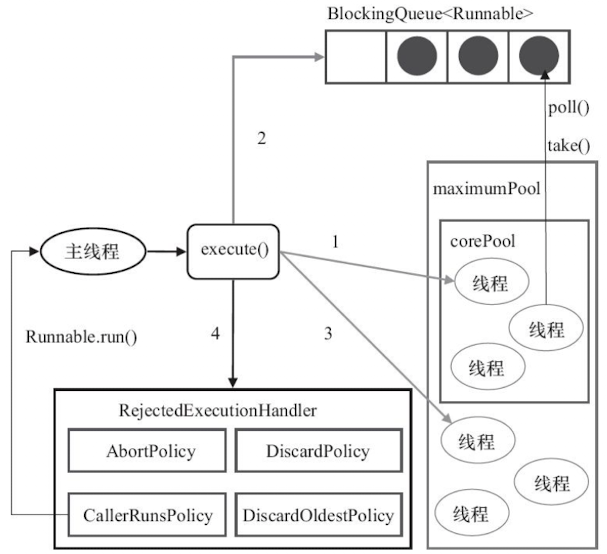 BlockingQueue<Runnable>
poll()
2
take()
maximumPool
corePool
主线程
execute()
1
线程
线程
Runnable.run()
4
3
线程
RejectedExecutionHandler
线程
AbortPolicy
DiscardPolicy
线程
CallerRunsPolicy
DiscardOldestPolicy
线程